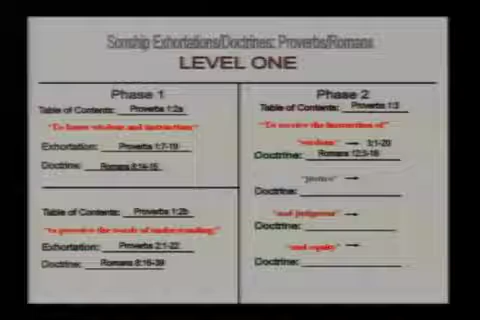 Sonship Exhortations/Doctrines: Proverbs/Romans
LEVEL ONE
Phase 1
Table of Contents: Proverbs 1:2a
"To know wisdom and instruction"
Exhortation: Proverbs 1:7-19
Doctrine: Romans 8:14-15
Table of Contents: Proverbs 1:2b
"to perceive the words of understanding"
Exhortation: Proverbs 2:1-22
Doctrine: Romans 8:16-39
Phase 2
Table of Contents: Proverbs 1:3
"To receive the instruction of"
"wisdom" → 3:1-20
Doctrine: Romans 12:3-16
"justice" →
Doctrine:
"and judgment" →
Doctrine:
"and equity" →
Doctrine: